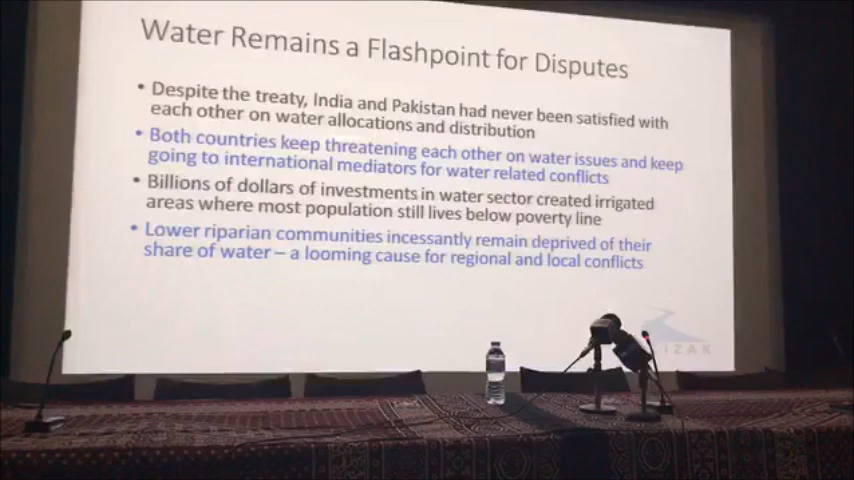 Water Remains a Flashpoint for Disputes
• Despite the treaty, India and Pakistan had never been satisfied with
each other on water allocations and distribution
• Both countries keep threatening each other on water issues and keep
going to international mediators for water related conflicts
• Billions of dollars of investments in water sector created irrigated
areas where most population still lives below poverty line
• Lower riparian communities incessantly remain deprived of their
share of water – a looming cause for regional and local conflicts
IZAK